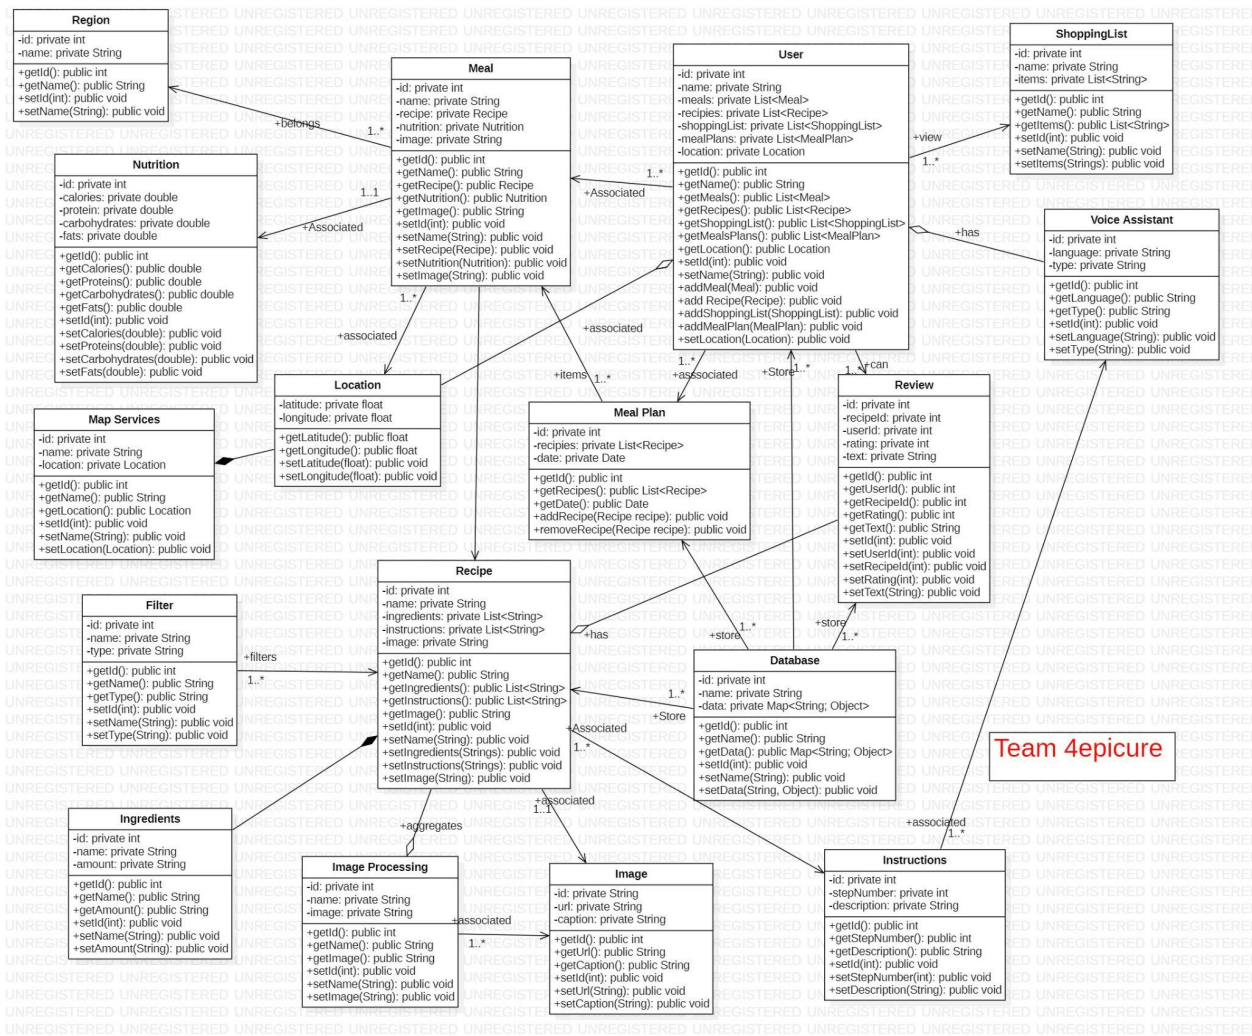 Region
-id: private int
-name: private String
+getId(): public int
+getName(): public String
+setId(int): public void
+setName(String): public void
+belongs
1..*
Meal
-id: private int
-name: private String
-recipe: private Recipe
-nutrition: private Nutrition
-image: private String
+getId(): public int
+getName(): public String
+getRecipe(): public Recipe
+getNutrition(): public Nutrition
+getImage(): public String
+setId(int): public void
+setName(String): public void
+setRecipe(Recipe): public void
+setNutrition(Nutrition): public void
+setImage(String): public void
User
-id: private int
-name: private String
-meals: private List<Meal>
-recipies: private List<Recipe>
-shoppingList: private List<ShoppingList>
-mealPlans: private List<MealPlan>
-location: private Location
+getId(): public int
+getName(): public String
+getMeals(): public List<Meal>
+getRecipes(): public List<Recipe>
+getShoppingList(): public List<ShoppingList>
+getMealsPlans(): public List<MealPlan>
+getLocation(): public Location
+setId(int): public void
+setName(String): public void
+addMeal(Meal): public void
+add Recipe(Recipe): public void
+addShoppingList(ShoppingList): public void
+addMealPlan(MealPlan): public void
+setLocation(Location): public void
ShoppingList
-id: private int
-name: private String
-items: private List<String>
+getId(): public int
+getName(): public String
+getItems(): public List<String>
+setId(int): public void
+setName(String): public void
+setItems(Strings): public void
+view
1..*
1..*
+Associated
+has
Nutrition
-id: private int
-calories: private double
-protein: private double
-carbohydrates: private double
-fats: private double
+getId(): public int
+getCalories(): public double
+getProteins(): public double
+getCarbohydrates(): public double
+getFats(): public double
+setId(int): public void
+setCalories(double): public void
+setProteins(double): public void
+setCarbohydrates(double): public void
+setFats(double): public void
1..1
+Associated
Voice Assistant
-id: private int
-language: private String
-type: private String
+getId(): public int
+getLanguage(): public String
+getType(): public String
+setId(int): public void
+setLanguage(String): public void
+setType(String): public void
1..*
+associated
+associated
+items
1..*
1..*
+asssociated
+Store
1..*
1..*
+can
Location
-latitude: private float
-longitude: private float
+getLatitude(): public float
+getLongitude(): public float
+setLatitude(float): public void
+setLongitude(float): public void
Map Services
-id: private int
-name: private String
-location: private Location
+getId(): public int
+getName(): public String
+getLocation(): public Location
+setId(int): public void
+setName(String): public void
+setLocation(Location): public void
Meal Plan
-id: private int
-recipies: private List<Recipe>
-date: private Date
+getId(): public int
+getRecipes(): public List<Recipe>
+getDate(): public Date
+addRecipe(Recipe recipe): public void
+removeRecipe(Recipe recipe): public void
Review
-id: private int
-recipeId: private int
-userId: private int
-rating: private int
-text: private String
+getId(): public int
+getUserId(): public int
+getRecipeId(): public int
+getRating(): public int
+getText(): public String
+setId(int): public void
+setUserId(int): public void
+setRecipeId(int): public void
+setRating(int): public void
+setText(String): public void
Recipe
-id: private int
-name: private String
-ingredients: private List<String>
-instructions: private List<String>
-image: private String
+getId(): public int
+getName(): public String
+getIngredients(): public List<String>
+getInstructions(): public List<String>
+getImage(): public String
+setId(int): public void
+setName(String): public void
+setIngredients(Strings): public void
+setInstructions(Strings): public void
+setImage(String): public void
+has
+store
1..*
+store
1..*
Filter
-id: private int
-name: private String
-type: private String
+getId(): public int
+getName(): public String
+getType(): public String
+setId(int): public void
+setName(String): public void
+setType(String): public void
+filters
1..*
Database
-id: private int
-name: private String
-data: private Map<String; Object>
+getId(): public int
+getName(): public String
+getData(): public Map<String; Object>
+setId(int): public void
+setName(String): public void
+setData(String, Object): public void
1..*
+Store
+Associated
1..*
Team 4epicure
+associated
1..1
+aggregates
+associated
1..*
Ingredients
-id: private int
-name: private String
-amount: private String
+getId(): public int
+getName(): public String
+getAmount(): public String
+setId(int): public void
+setName(String): public void
+setAmount(String): public void
Image Processing
-id: private int
-name: private String
-image: private String
+getId(): public int
+getName(): public String
+getImage(): public String
+setId(int): public void
+setName(String): public void
+setImage(String): public void
+associated
1..*
Image
-id: private String
-url: private String
-caption: private String
+getId(): public int
+getUrl(): public String
+getCaption(): public String
+setId(int): public void
+setUrl(String): public void
+setCaption(String): public void
Instructions
-id: private int
-stepNumber: private int
-description: private String
+getId(): public int
+getStepNumber(): public int
+getDescription(): public String
+setId(int): public void
+setStepNumber(int): public void
+setDescription(String): public void